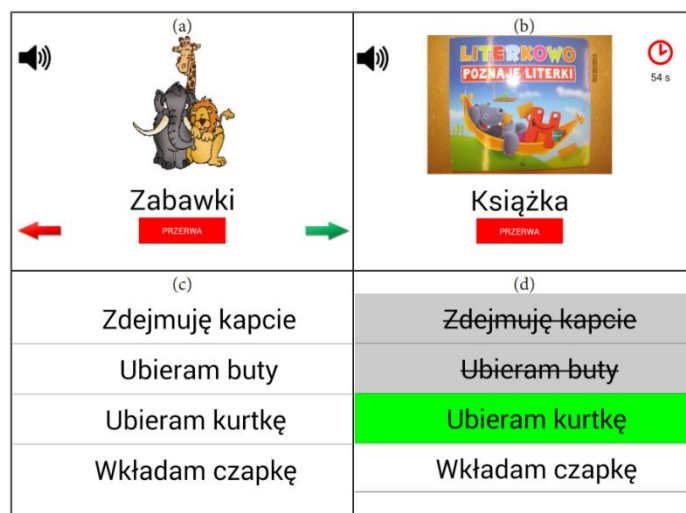 (a)
Zabawki
PRZERWA
(b)
LITERKOWO
POZNAJE LITERKI
54 s
Książka
PRZERWA
(c)
Zdejmuję kapcie
Ubieram buty
Ubieram kurtkę
Wkładam czapkę
(d)
Zdejmuję kapcie
Ubieram buty
Ubieram kurtkę
Wkładam czapkę